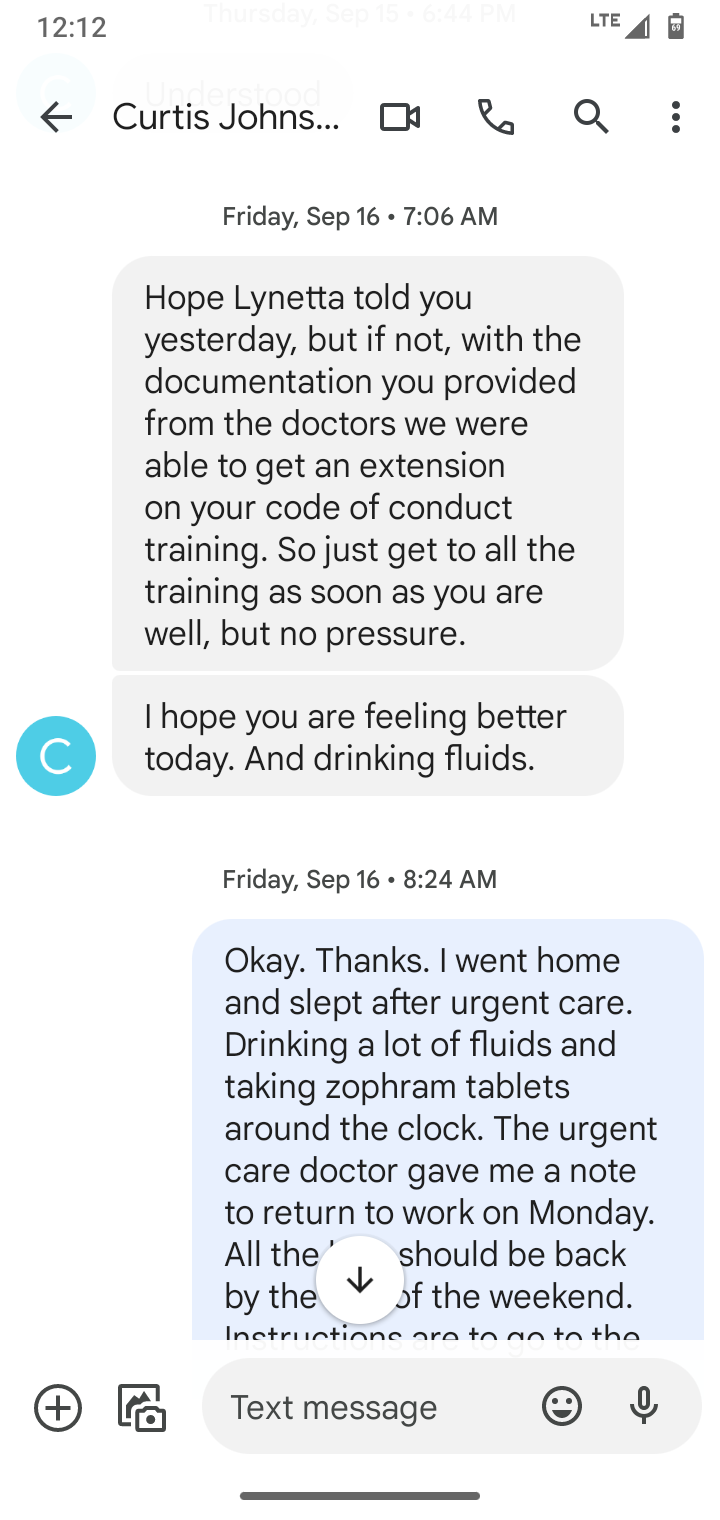 12:12
Thursday, Sep 15 • 6:44 PM
LTE
69
Understood
Curtis Johns...
Friday, Sep 16 • 7:06 AM
Hope Lynetta told you
yesterday, but if not, with the
documentation you provided
from the doctors we were
able to get an extension
on your code of conduct
training. So just get to all the
training as soon as you are
well, but no pressure.
I hope you are feeling better
today. And drinking fluids.
C
Friday, Sep 16 • 8:24 AM
Okay. Thanks. I went home
and slept after urgent care.
Drinking a lot of fluids and
taking zophram tablets
around the clock. The urgent
care doctor gave me a note
to return to work on Monday.
All the should be back
by the of the weekend.
Instructions are to go to the
Text message